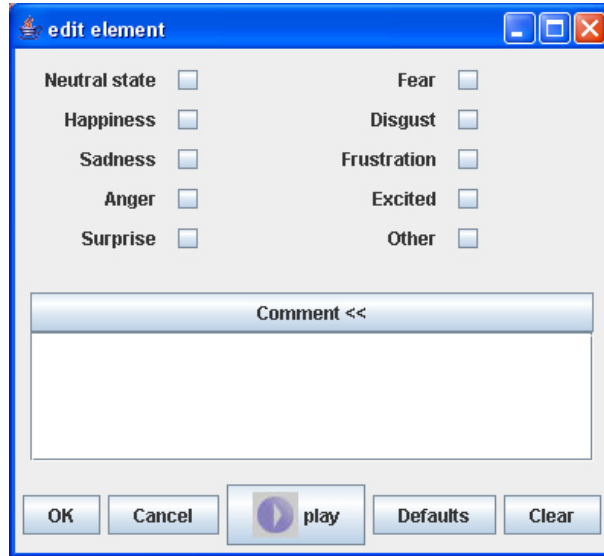 edit element
Neutral state Fear
Happiness Disgust
Sadness Frustration
Anger Excited
Surprise Other
Comment <<
OK Cancel play Defaults Clear